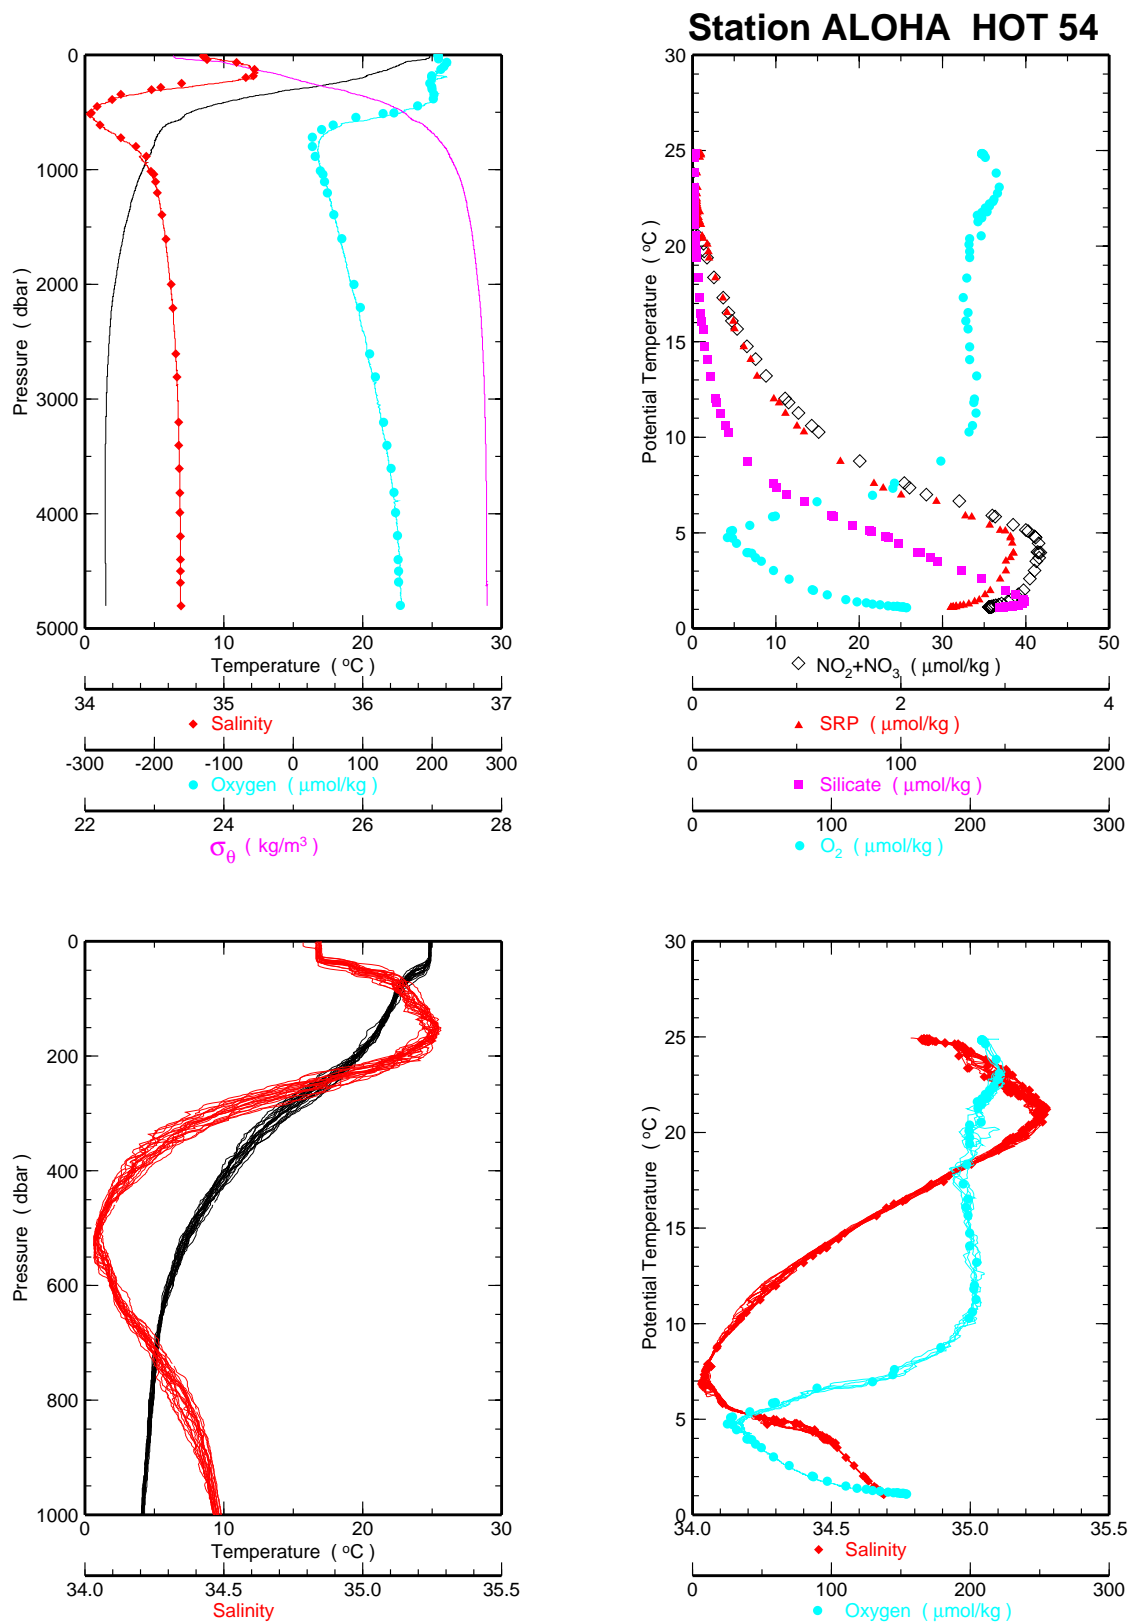 Station ALOHA HOT 54
0
1000
2000
3000
4000
5000
Pressure ( dbar)
0 10 20 30
Temperature ( °C)
34 35 36 37
Salinity
-300 -200 -100 0 100 200 300
Oxygen ( μmol/kg)
22 24 26 28
σθ ( kg/m³)
30
25
20
15
10
5
0
Potential Temperature ( °C)
0 10 20 30 40 50
NO₂+NO₃ ( μmol/kg)
0 2 4
SRP ( μmol/kg)
0 100 200
Silicate ( μmol/kg)
0 100 200 300
O₂ ( μmol/kg)
0
200
400
600
800
1000
Pressure ( dbar)
0 10 20 30
Temperature ( °C)
34.0 34.5 35.0 35.5
Salinity
30
25
20
15
10
5
0
Potential Temperature ( °C)
34.0 34.5 35.0 35.5
Salinity
0 100 200 300
Oxygen ( μmol/kg)